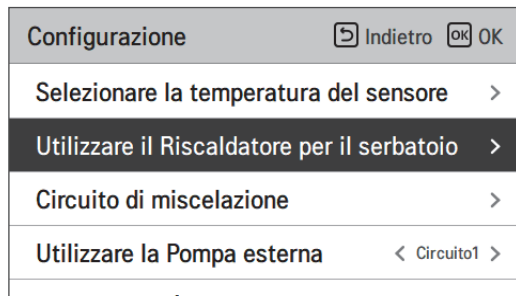 Configurazione Indietro OK OK
Selezionare la temperatura del sensore >
Utilizzare il Riscaldatore per il serbatoio >
Circuito di miscelazione >
Utilizzare la Pompa esterna < Circuito1 >